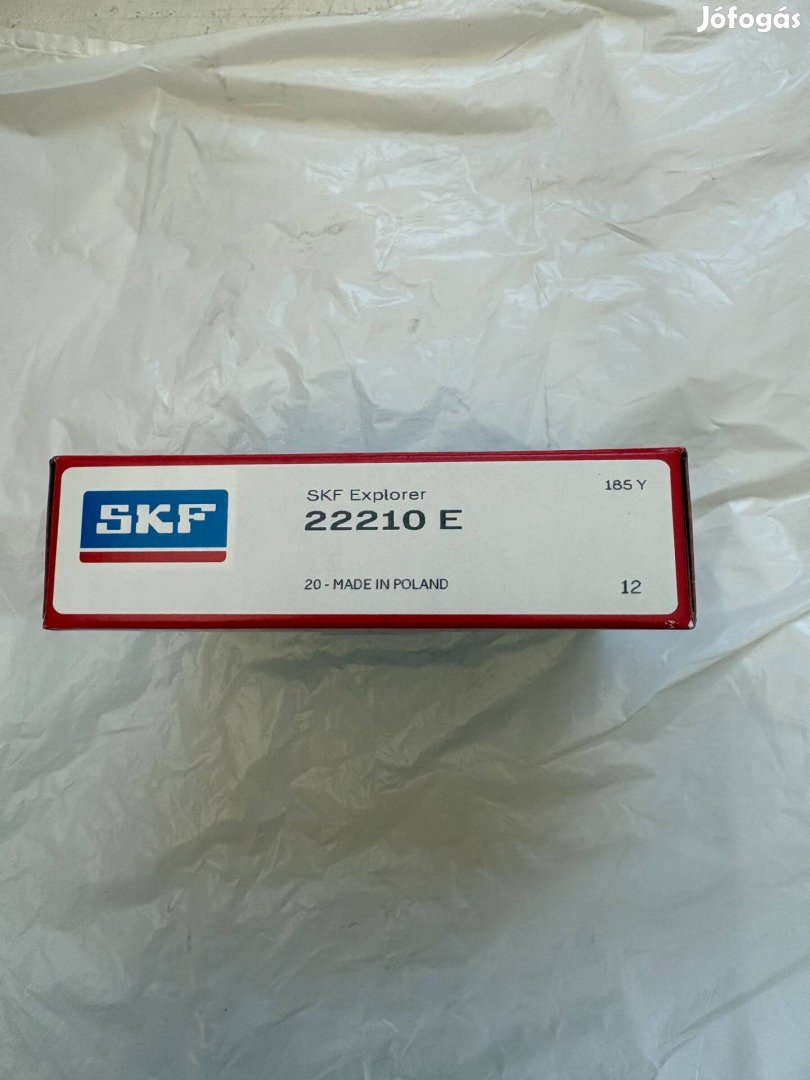 Jófogás
SKF
SKF Explorer
185 Y
22210 E
20 - MADE IN POLAND
12